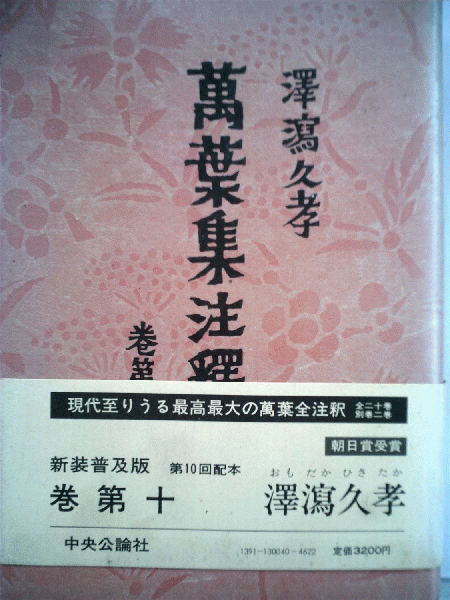 澤瀉久孝
萬葉集注釋
巻第
現代至りうる最高最大の萬葉全注釈 全二十巻
別巻二巻
朝日賞受賞
新装普及版 第10回配本
おもだかひさたか
巻第十 澤瀉久孝
中央公論社 1391-130040-4622 定価3200円